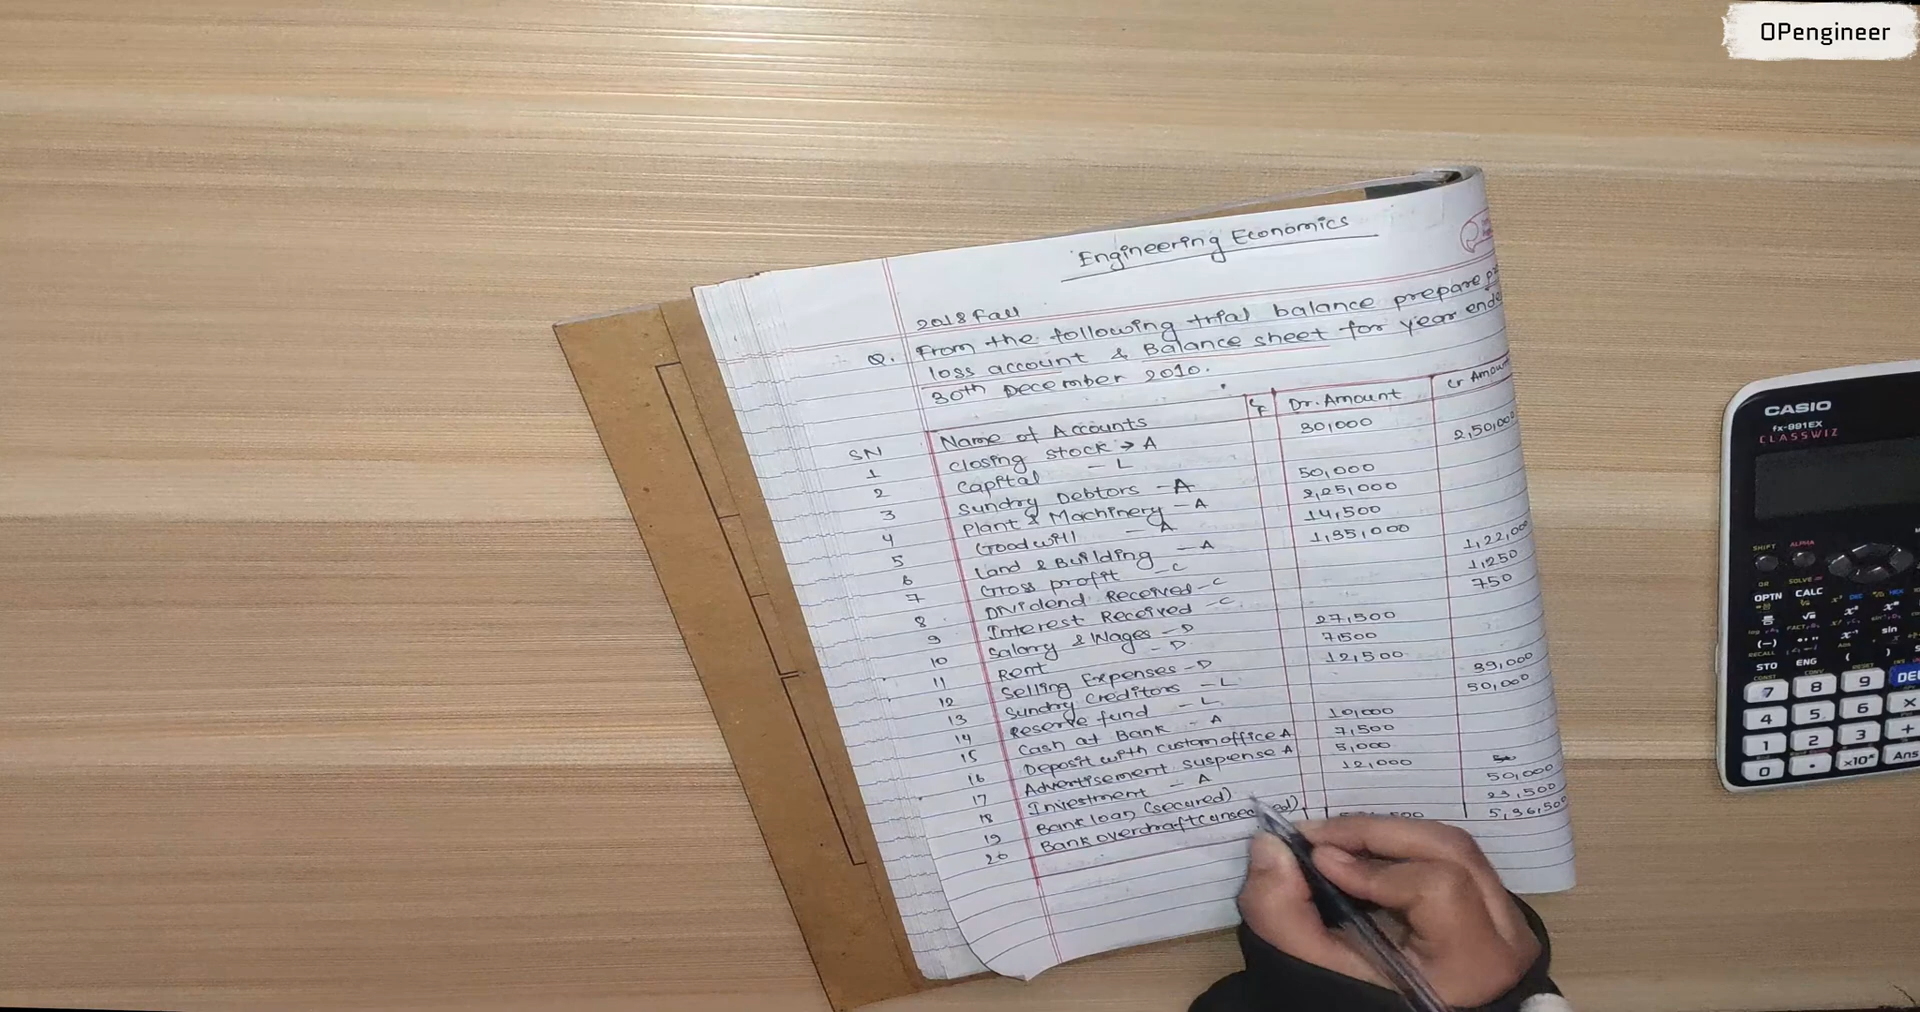 OPengineer
Engineering Economics
2018 Fall
Q. From the following trial balance prepare
loss account & Balance sheet for year
30th December 2010.
SN Name of Accounts Dr. Amount Cr
1 Closing stock → A 30,000
2 Capital - L 2,50,000
3 Sundry Debtors - A 50,000
4 Plant & Machinery - A 2,25,000
5 Goodwill - A 14,500
6 Land & Building - A 1,35,000
7 Gross profit - C 1,22,000
8 Dividend Received - C 1,250
9 Interest Received - C 750
10 Salary & Wages - D 27,500
11 Rent - D 7,500
12 Selling Expenses - D 12,500
13 Sundry Creditors - L 39,000
14 Reserve fund - L 50,000
15 Cash at Bank - A 10,000
16 Deposit with custom office A 7,500
17 Advertisement suspense A 5,000
18 Investment - A 12,000
19 Bank loan (secured) 50,000
20 Bank overdraft 23,500
5,36,500
CASIO
fx-991EX
CLASSWIZ
SHIFT ALPHA
OPTN CALC
sin
STO ENG
7 8 9
4 5 6 ×
1 2 3 +
0 • ×10ˣ Ans